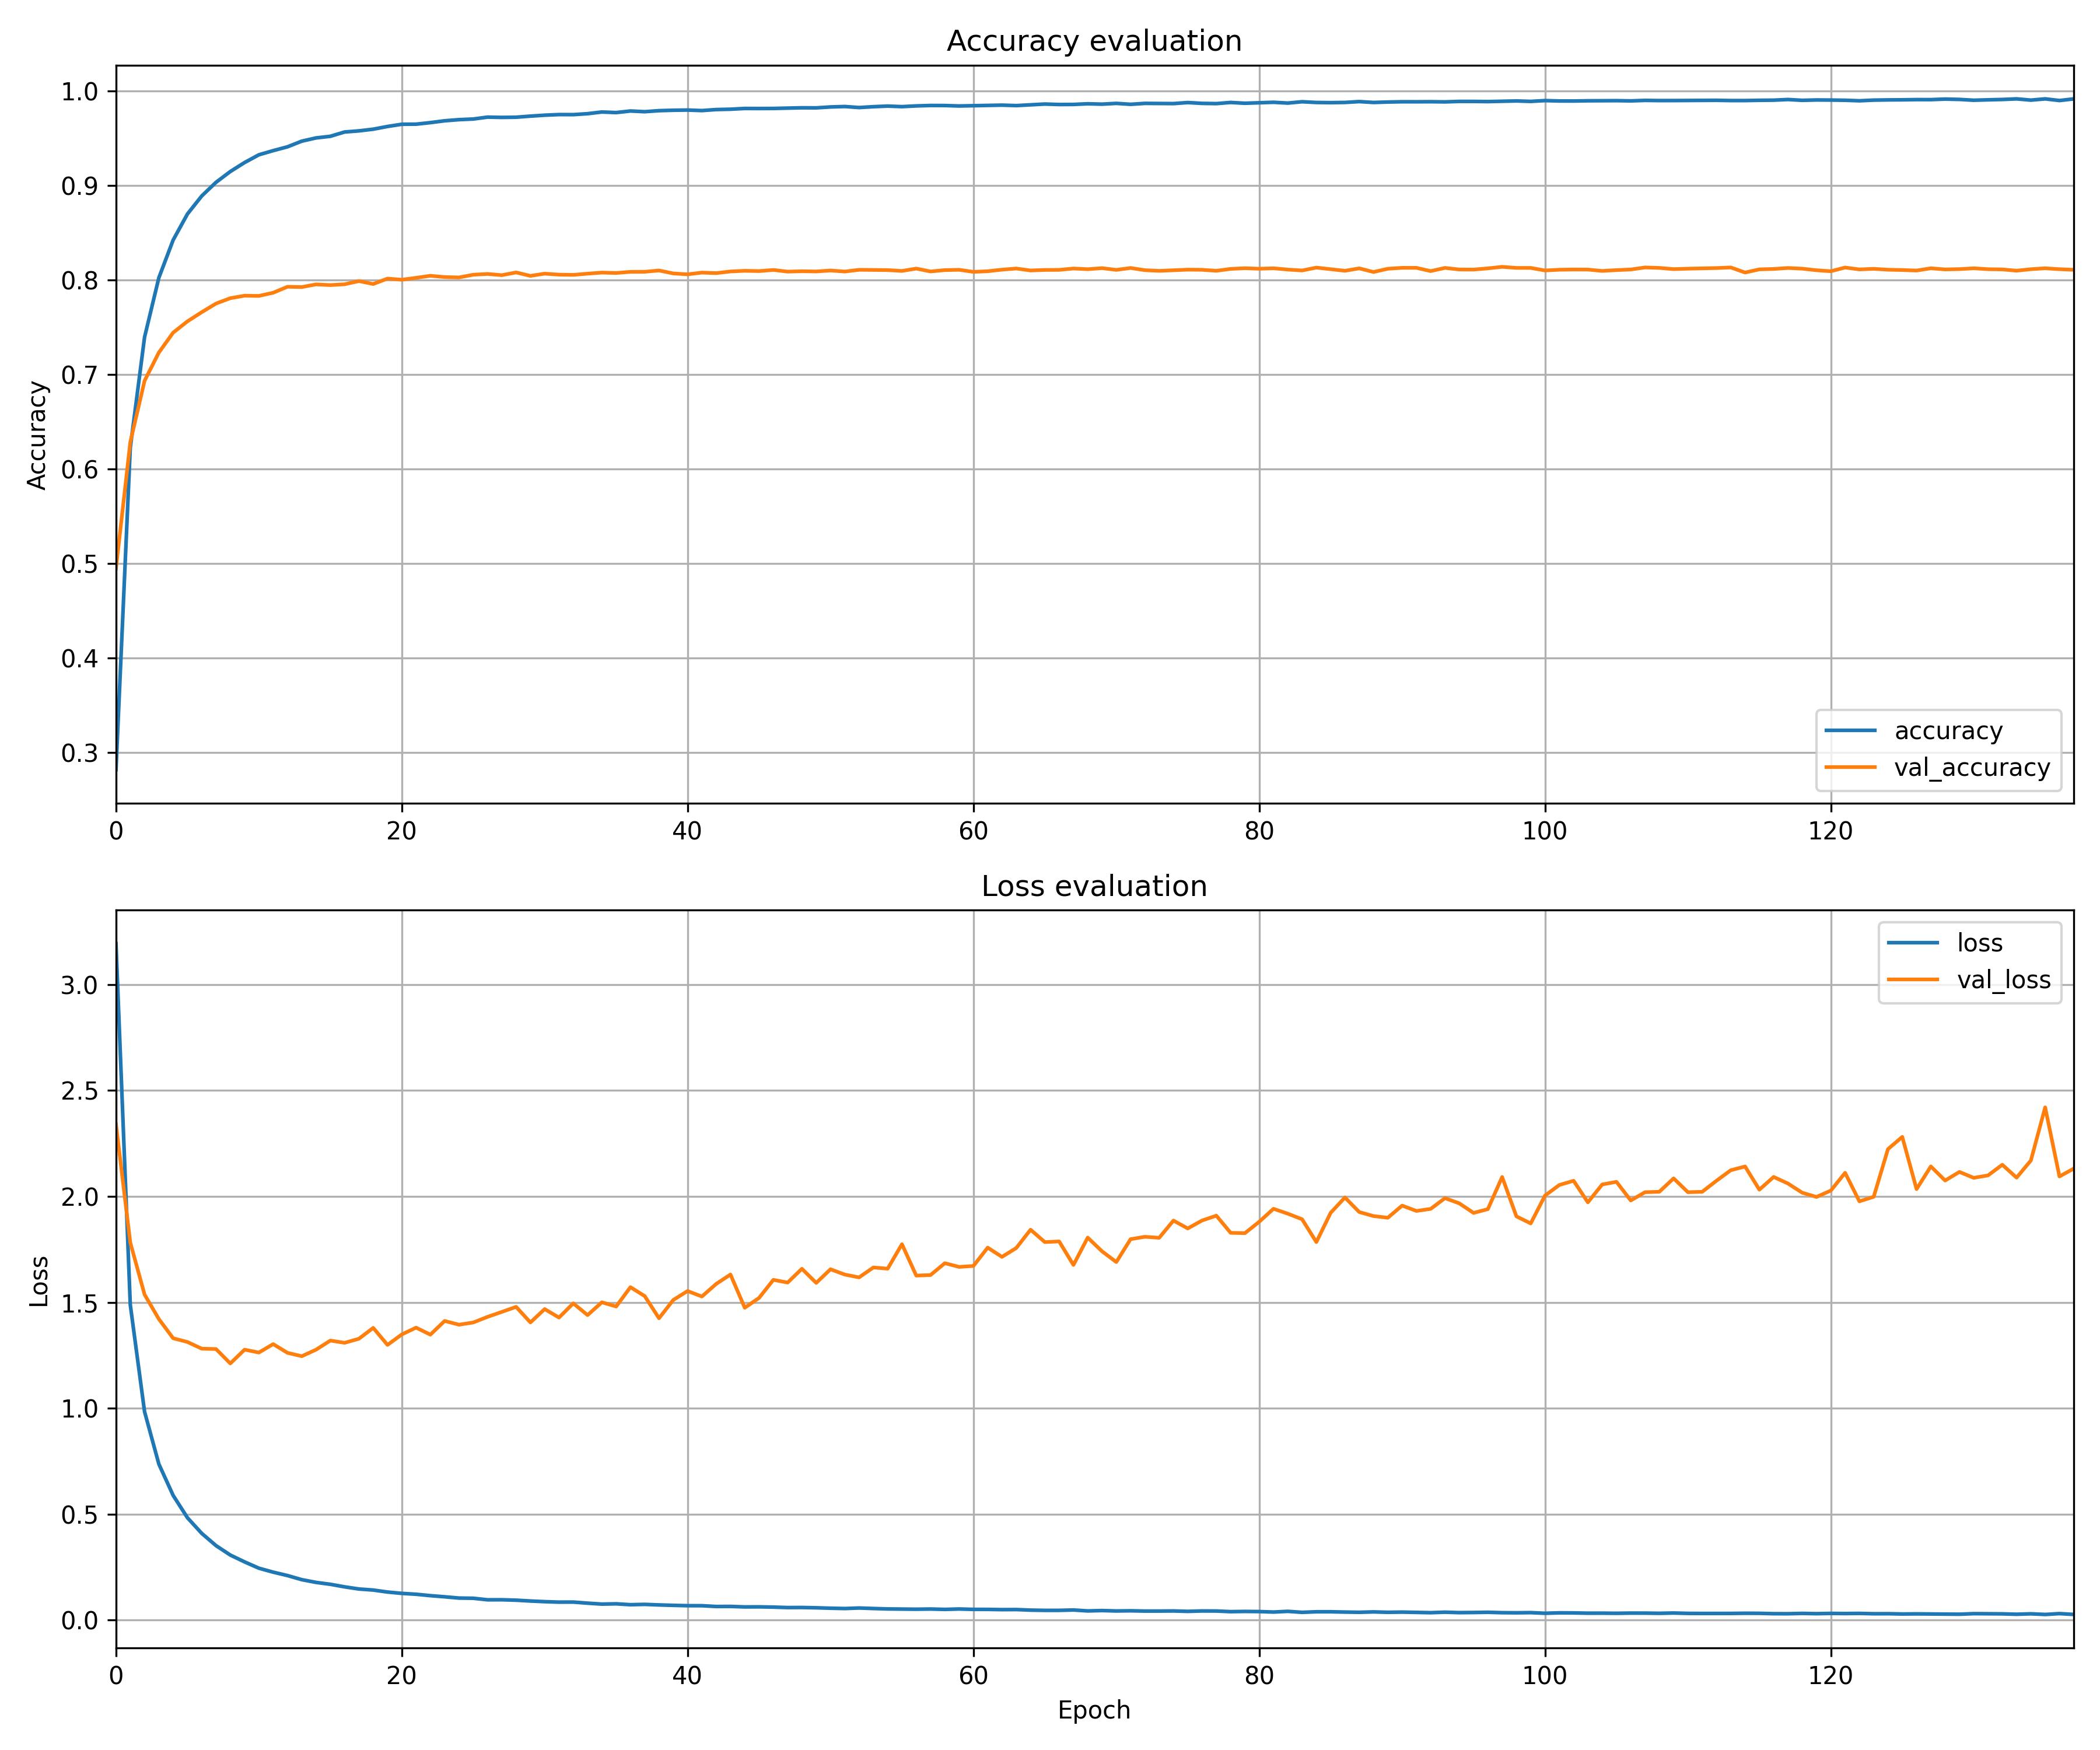 Accuracy evaluation
1.0
0.9
0.8
0.7
0.6
0.5
0.4
0.3
Accuracy
accuracy
val_accuracy
0 20 40 60 80 100 120
Loss evaluation
3.0
2.5
2.0
1.5
1.0
0.5
0.0
Loss
loss
val_loss
0 20 40 60 80 100 120
Epoch